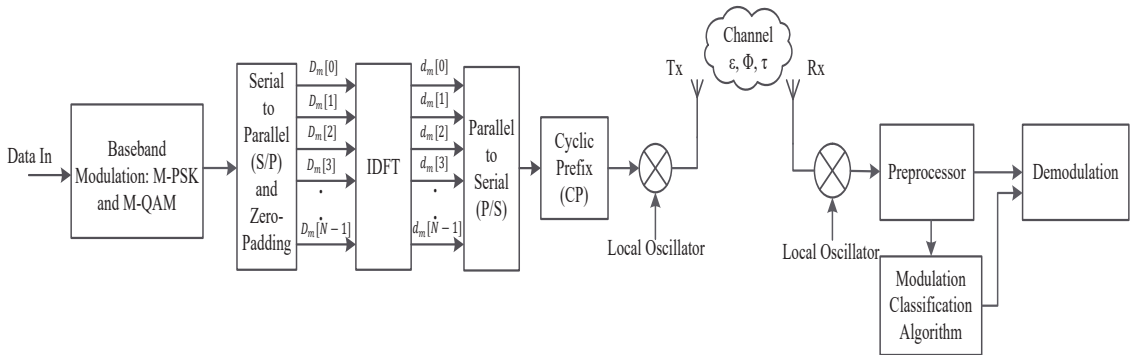 Data In
Baseband
Modulation: M-PSK
and M-QAM
Serial
to
Parallel
(S/P)
and
Zero-
Padding
D_m[0]
D_m[1]
D_m[2]
D_m[3]
D_m[N − 1]
IDFT
d_m[0]
d_m[1]
d_m[2]
d_m[3]
d_m[N − 1]
Parallel
to
Serial
(P/S)
Cyclic
Prefix
(CP)
Local Oscillator
Tx
Channel
ε, Φ, τ
Rx
Local Oscillator
Preprocessor
Modulation
Classification
Algorithm
Demodulation